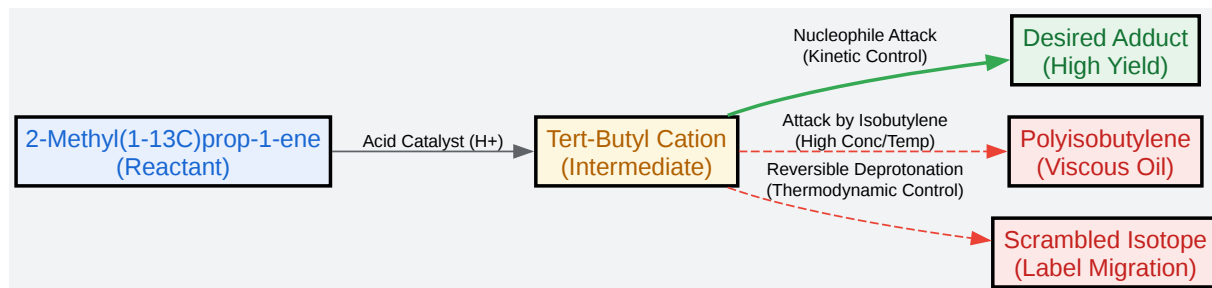 2-Methyl(1-13C)prop-1-ene
(Reactant)
Acid Catalyst (H+)
Tert-Butyl Cation
(Intermediate)
Nucleophile Attack
(Kinetic Control)
Desired Adduct
(High Yield)
Attack by Isobutylene
(High Conc/Temp)
Polyisobutylene
(Viscous Oil)
Reversible Deprotonation
(Thermodynamic Control)
Scrambled Isotope
(Label Migration)